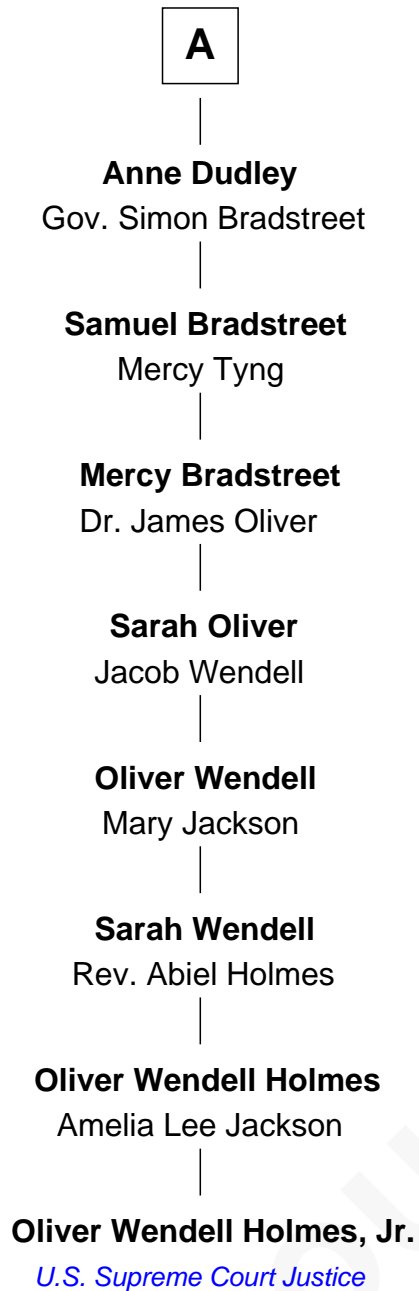 A
Anne Dudley
Gov. Simon Bradstreet
Samuel Bradstreet
Mercy Tyng
Mercy Bradstreet
Dr. James Oliver
Sarah Oliver
Jacob Wendell
Oliver Wendell
Mary Jackson
Sarah Wendell
Rev. Abiel Holmes
Oliver Wendell Holmes
Amelia Lee Jackson
Oliver Wendell Holmes, Jr.
U.S. Supreme Court Justice